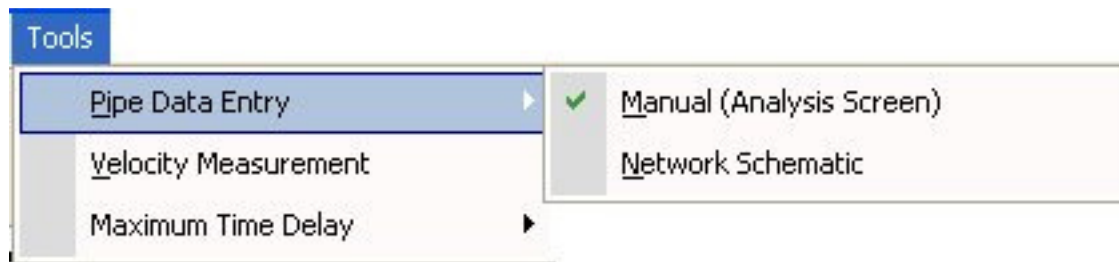 Tools
Pipe Data Entry
Manual (Analysis Screen)
Velocity Measurement
Network Schematic
Maximum Time Delay